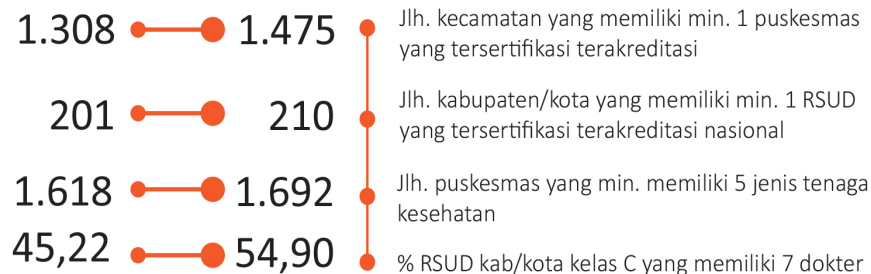 1.308 1.475 Jlh. kecamatan yang memiliki min. 1 puskesmas
yang tersertifikasi terakreditasi
201 210 Jlh. kabupaten/kota yang memiliki min. 1 RSUD
yang tersertifikasi terakreditasi nasional
1.618 1.692 Jlh. puskesmas yang min. memiliki 5 jenis tenaga
kesehatan
45,22 54,90 % RSUD kab/kota kelas C yang memiliki 7 dokter